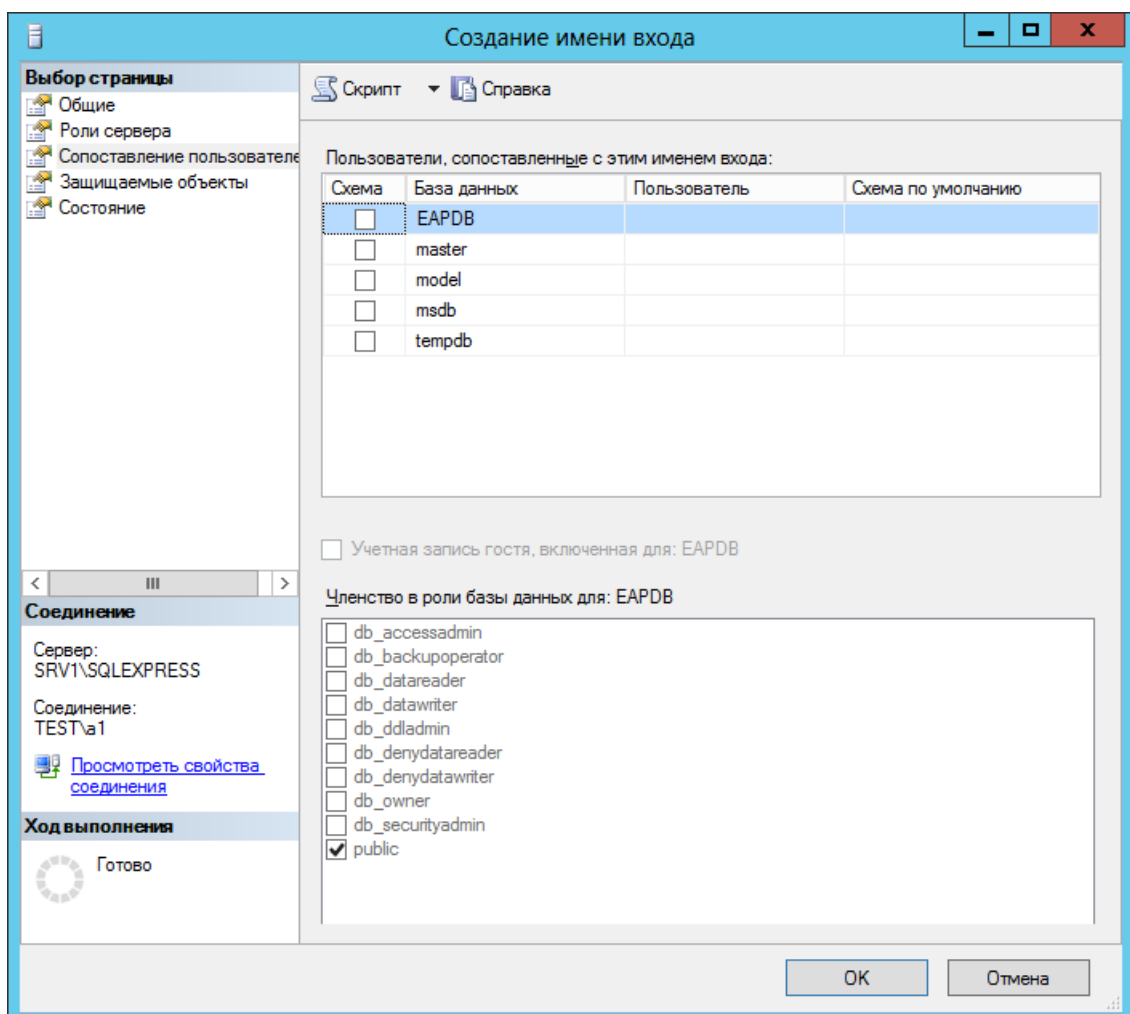 Создание имени входа
Выбор страницы
Общие
Роли сервера
Сопоставление пользователе
Защищаемые объекты
Состояние
Скрипт Справка
Пользователи, сопоставленные с этим именем входа:
Схема База данных Пользователь Схема по умолчанию
EAPDB
master
model
msdb
tempdb
Учетная запись гостя, включенная для: EAPDB
Членство в роли базы данных для: EAPDB
db_accessadmin
db_backupoperator
db_datareader
db_datawriter
db_ddladmin
db_denydatareader
db_denydatawriter
db_owner
db_securityadmin
public
Соединение
Сервер:
SRV1\SQLEXPRESS
Соединение:
TEST\a1
Просмотреть свойства
соединения
Ход выполнения
Готово
OK Отмена